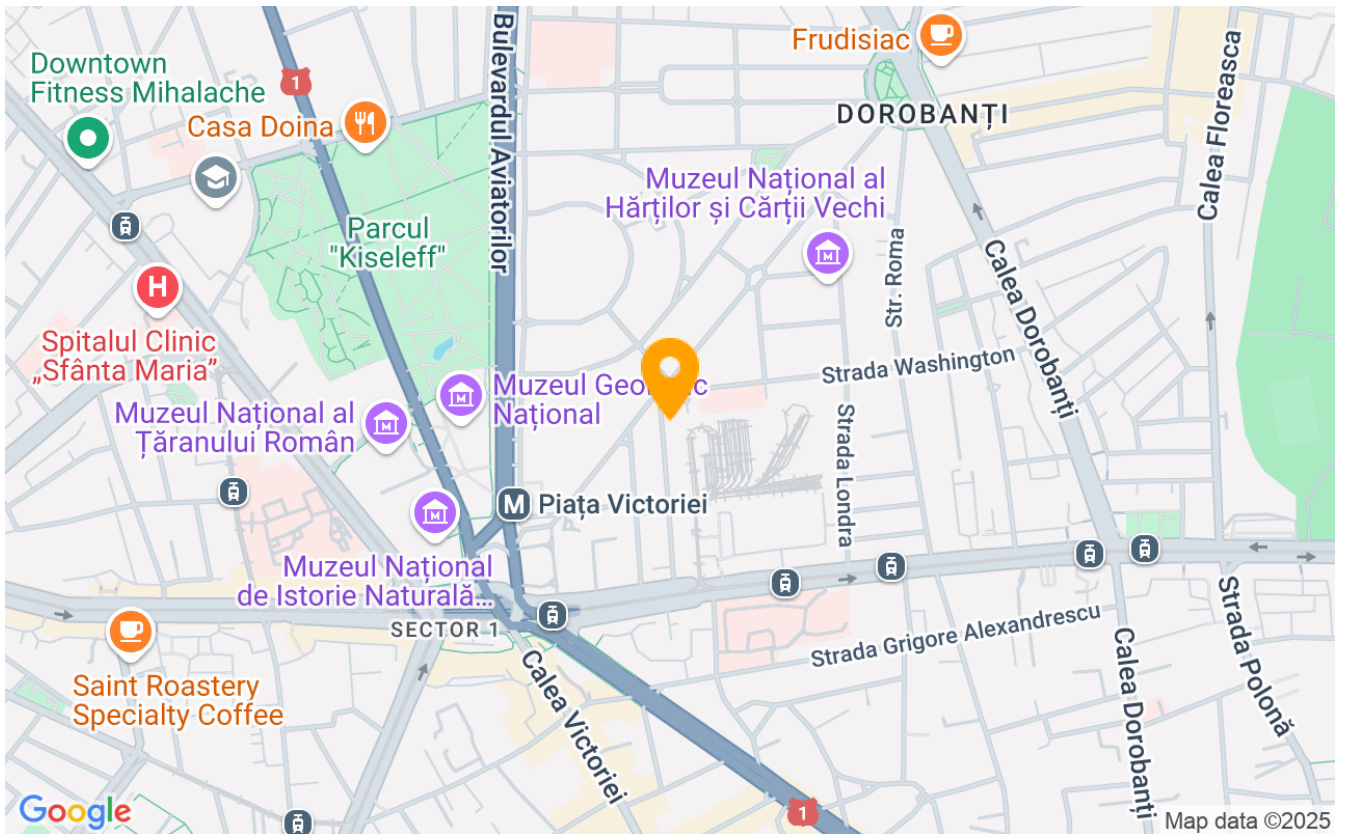 Frudisiac
Downtown
Fitness Mihalache
Casa Doina
DOROBANȚI
Calea Floreasca
Bulevardul Aviatorilor
Muzeul Național al
Hărților și Cărții Vechi
Parcul
"Kiseleff"
Str. Roma
Calea Dorobanți
H
Spitalul Clinic
„Sfânta Maria”
Strada Washington
Muzeul Național al
Țăranului Român
Muzeul Geo
c
Național
Strada Londra
M Piața Victoriei
Muzeul Național
de Istorie Naturală...
SECTOR 1
Strada Grigore Alexandrescu
Strada Polonă
Calea Dorobanți
Calea Victoriei
Saint Roastery
Specialty Coffee
1
1
Google
Map data ©2025